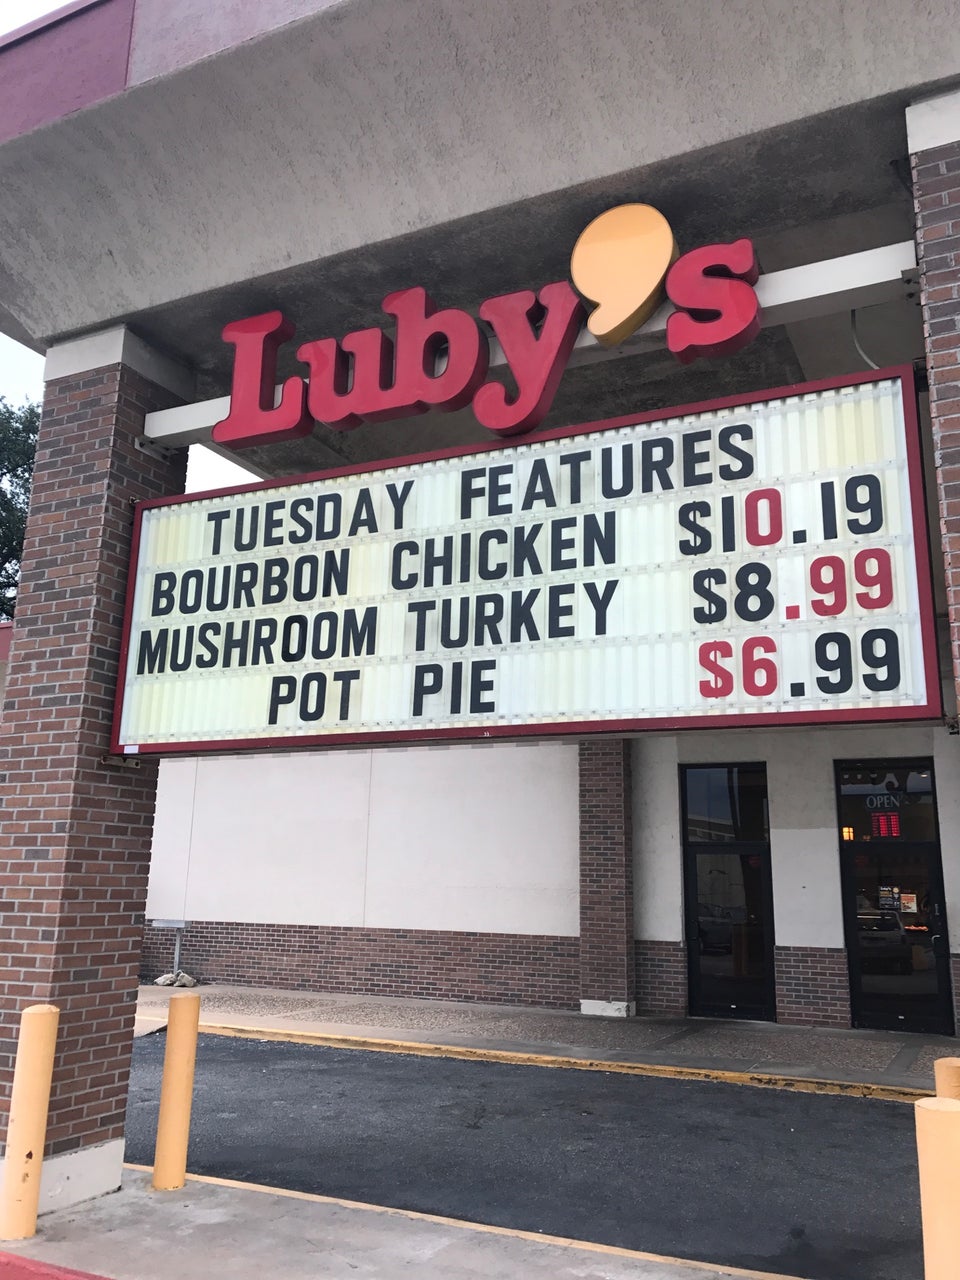 Luby's
TUESDAY FEATURES
BOURBON CHICKEN $10.19
MUSHROOM TURKEY $8.99
POT PIE $6.99
OPEN